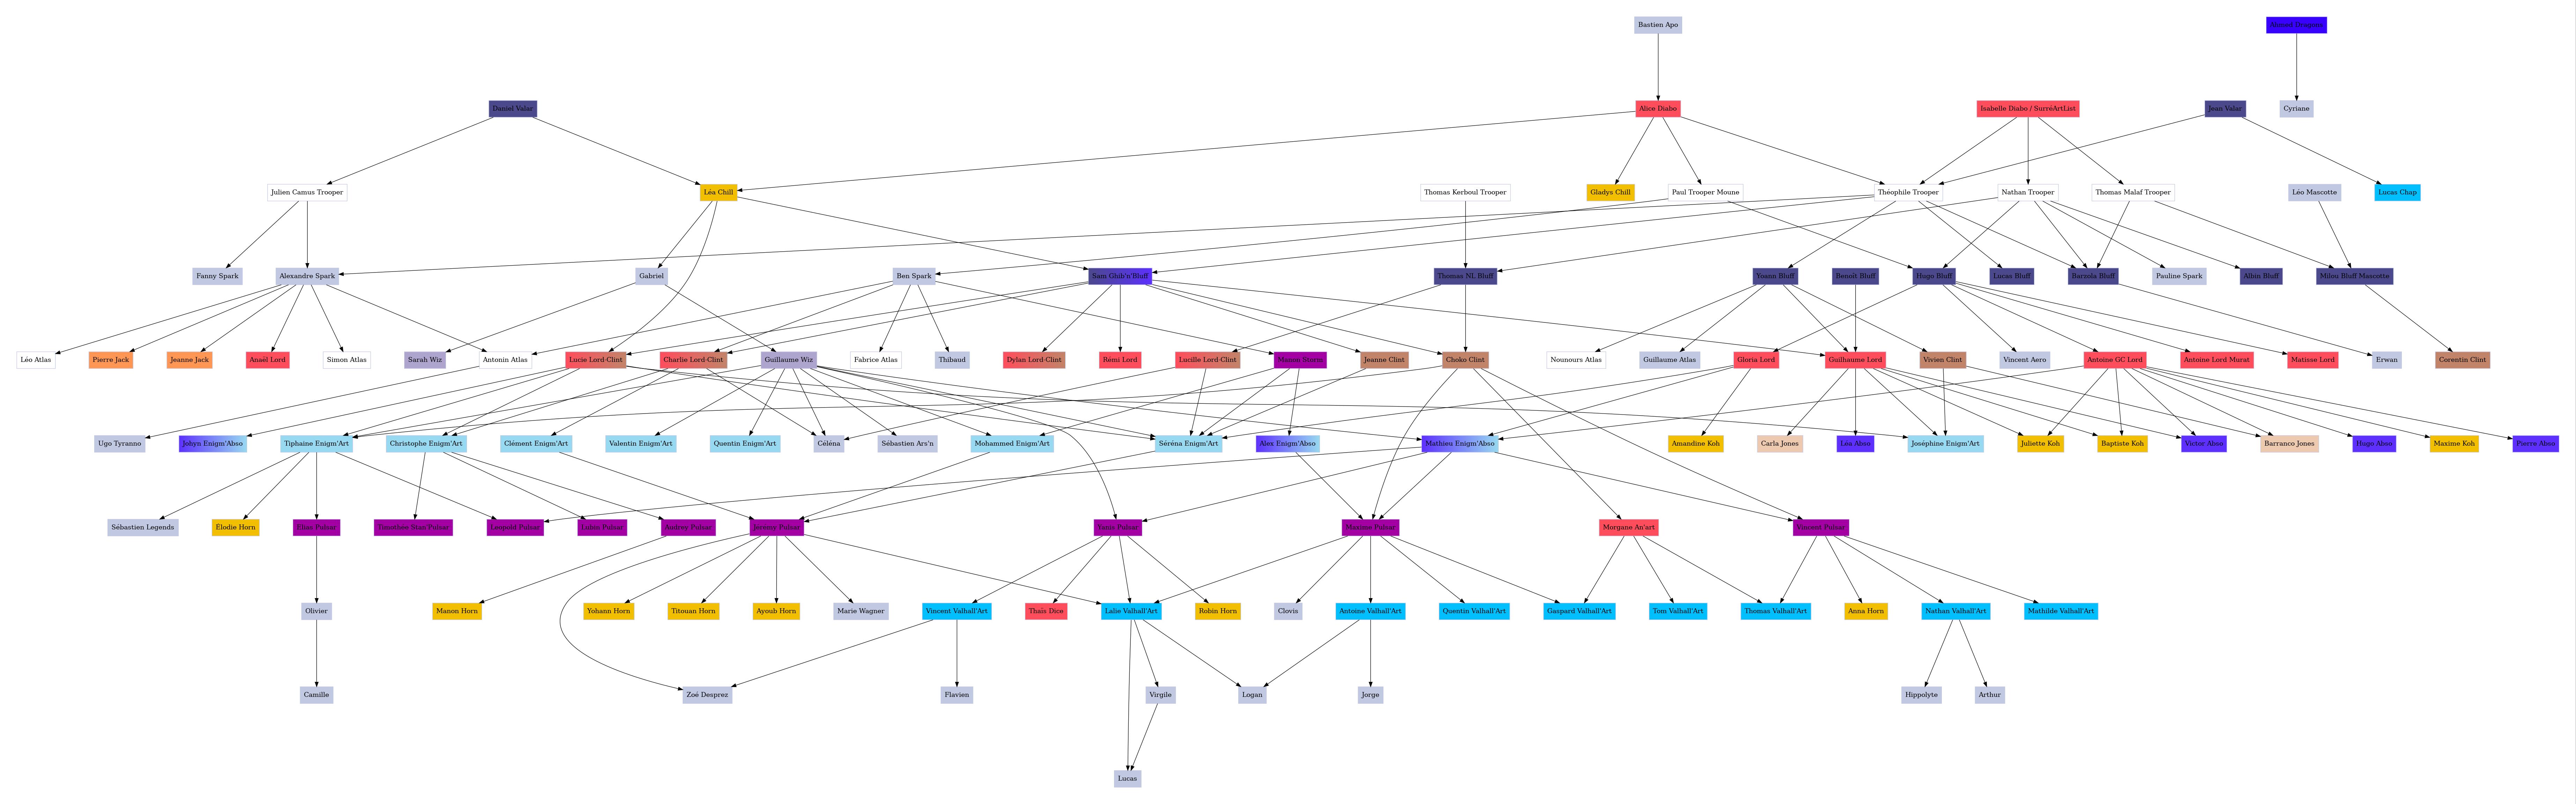 Bastien Apo
Daniel Valar
Alice Diabo
Isabelle Diabo / SurréArtList
Jean Valar
Cyriane
Julien Camus Trooper
Léa Chill
Thomas Kerboul Trooper
Gladys Chill
Paul Trooper Moune
Théophile Trooper
Nathan Trooper
Thomas Malaf Trooper
Léo Mascotte
Lucas Chap
Fanny Spark
Alexandre Spark
Gabriel
Ben Spark
Sam Ghib'n'Bluff
Thomas NL Bluff
Yoann Bluff
Benoît Bluff
Hugo Bluff
Lucas Bluff
Barzola Bluff
Pauline Spark
Albin Bluff
Milou Bluff Mascotte
Léo Atlas
Pierre Jack
Jeanne Jack
Anaël Lord
Simon Atlas
Sarah Wiz
Antonin Atlas
Lucie Lord-Clint
Charlie Lord-Clint
Guillaume Wiz
Fabrice Atlas
Thibaud
Dylan Lord-Clint
Rémi Lord
Lucille Lord-Clint
Manon Storm
Jeanne Clint
Choko Clint
Nounours Atlas
Guillaume Atlas
Gloria Lord
Guilhaume Lord
Vivien Clint
Vincent Aero
Antoine GC Lord
Antoine Lord Murat
Matisse Lord
Erwan
Corentin Clint
Ugo Tyranno
Johyn Enigm'Abso
Tiphaine Enigm'Art
Christophe Enigm'Art
Clément Enigm'Art
Valentin Enigm'Art
Quentin Enigm'Art
Céléna
Sébastien Ars'n
Mohammed Enigm'Art
Séréna Enigm'Art
Alex Enigm'Abso
Mathieu Enigm'Abso
Amandine Koh
Carla Jones
Léa Abso
Joséphine Enigm'Art
Juliette Koh
Baptiste Koh
Victor Abso
Barranco Jones
Hugo Abso
Maxime Koh
Pierre Abso
Sébastien Legends
Élodie Horn
Elias Pulsar
Timothée Stan'Pulsar
Léopold Pulsar
Eubin Pulsar
Audrey Pulsar
Jérémy Pulsar
Yanis Pulsar
Maxime Pulsar
Morgane An'art
Vincent Pulsar
Olivier
Manon Horn
Yohann Horn
Titouan Horn
Ayoub Horn
Marie Wagner
Vincent Valhall'Art
Thaïs Dice
Lalie Valhall'Art
Robin Horn
Clovis
Antoine Valhall'Art
Quentin Valhall'Art
Gaspard Valhall'Art
Tom Valhall'Art
Thomas Valhall'Art
Anna Horn
Nathan Valhall'Art
Mathilde Valhall'Art
Camille
Zoé Desprez
Flavien
Virgile
Logan
Jorge
Hippolyte
Arthur
Lucas